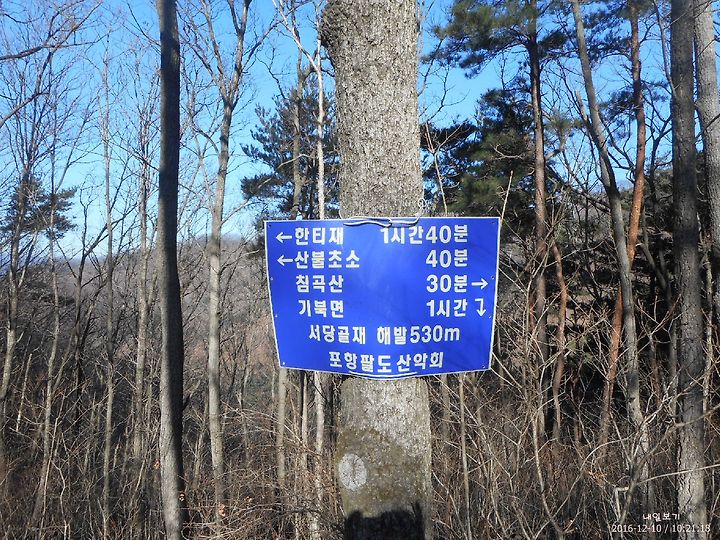 ←한티재 1시간40분
←산불초소 40분
칠곡산 30분→
기북면 1시간↴
서당골재 해발530m
포항팔도산악회
내일보기
2016-12-10 / 10:21:18